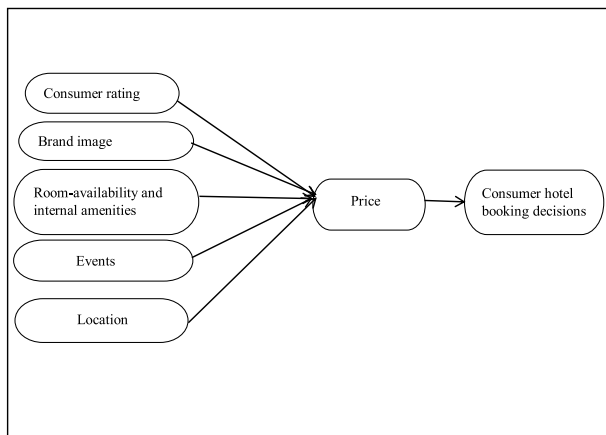 Consumer rating
Brand image
Room-availability and
internal amenities
Events
Location
Price
Consumer hotel
booking decisions